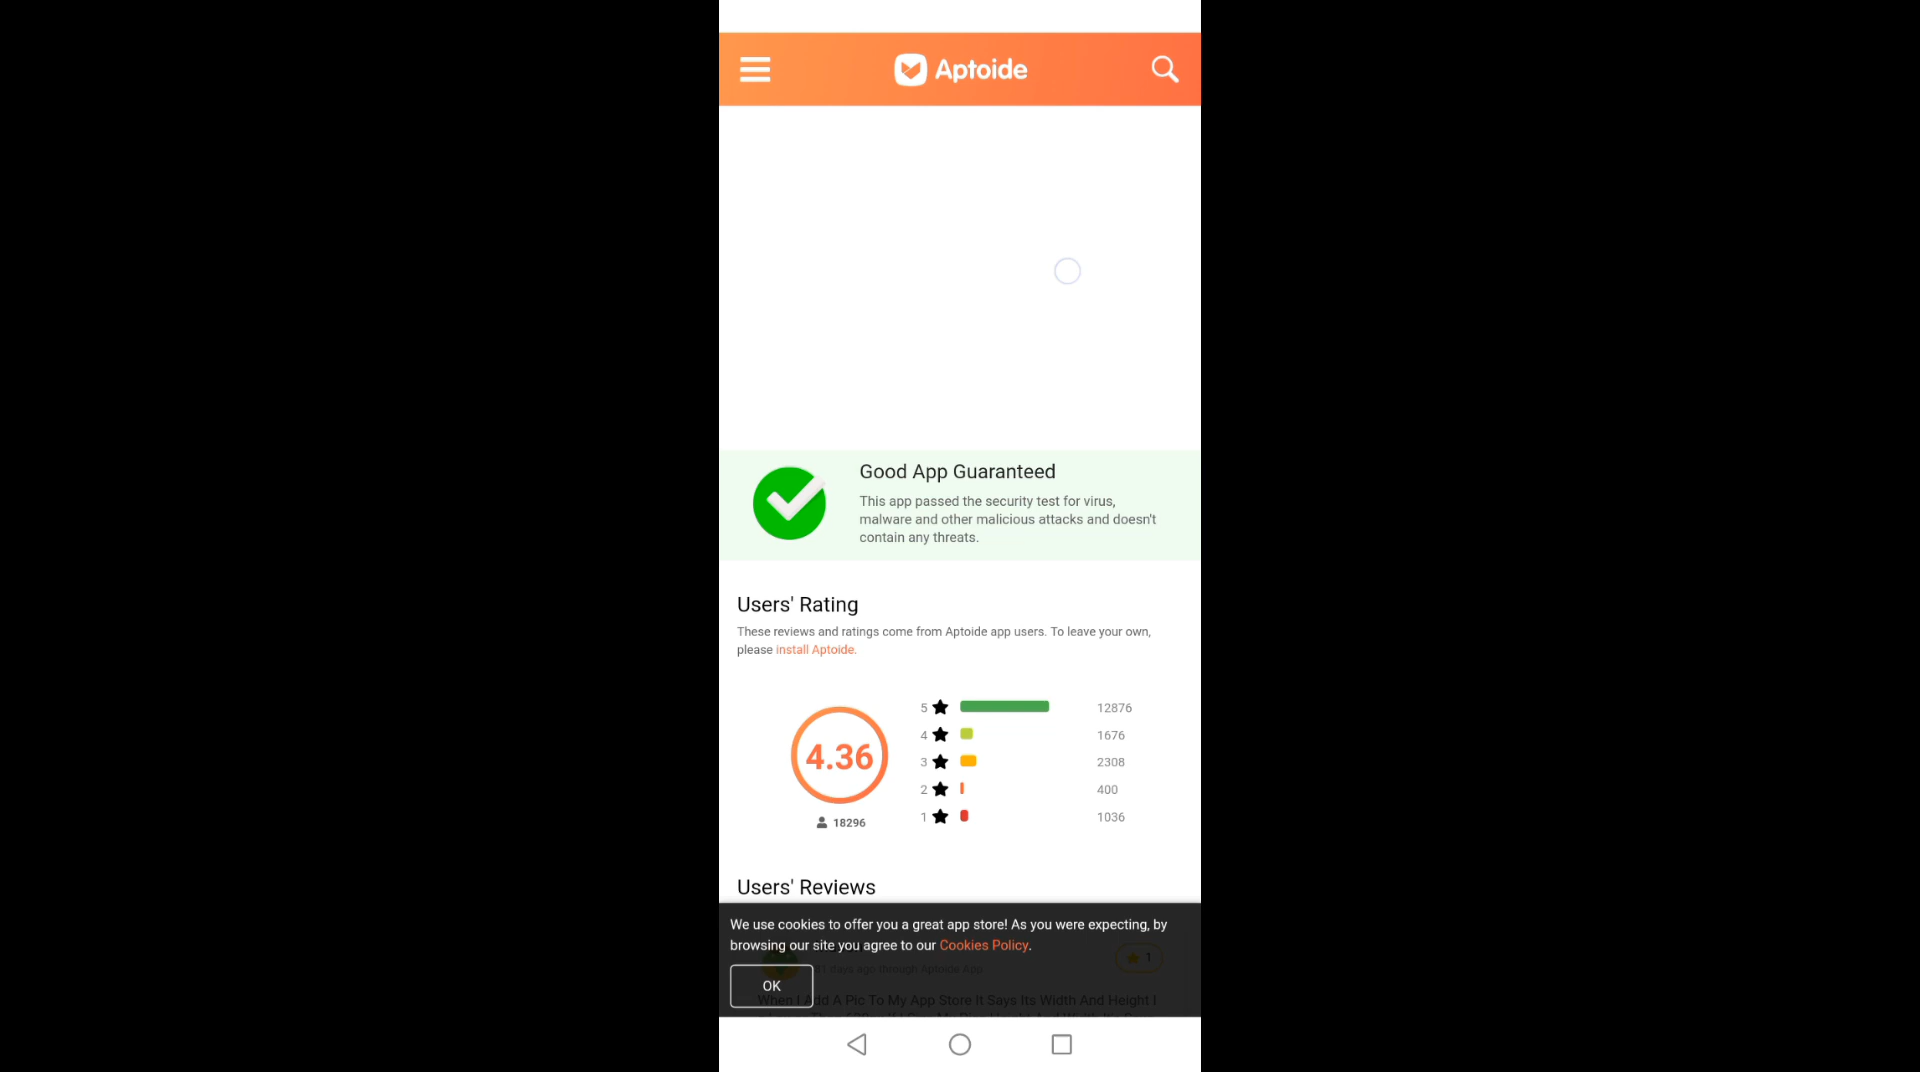 Aptoide
Good App Guaranteed
This app passed the security test for virus,
malware and other malicious attacks and doesn't
contain any threats.
Users' Rating
These reviews and ratings come from Aptoide app users. To leave your own,
please install Aptoide.
4.36
18296
5 12876
4 1676
3 2308
2 400
1 1036
Users' Reviews
We use cookies to offer you a great app store! As you were expecting, by
browsing our site you agree to our Cookies Policy.
days ago through Aptoide App
1
OK
When I Add A Pic To My App Store It Says Its Width And Height I